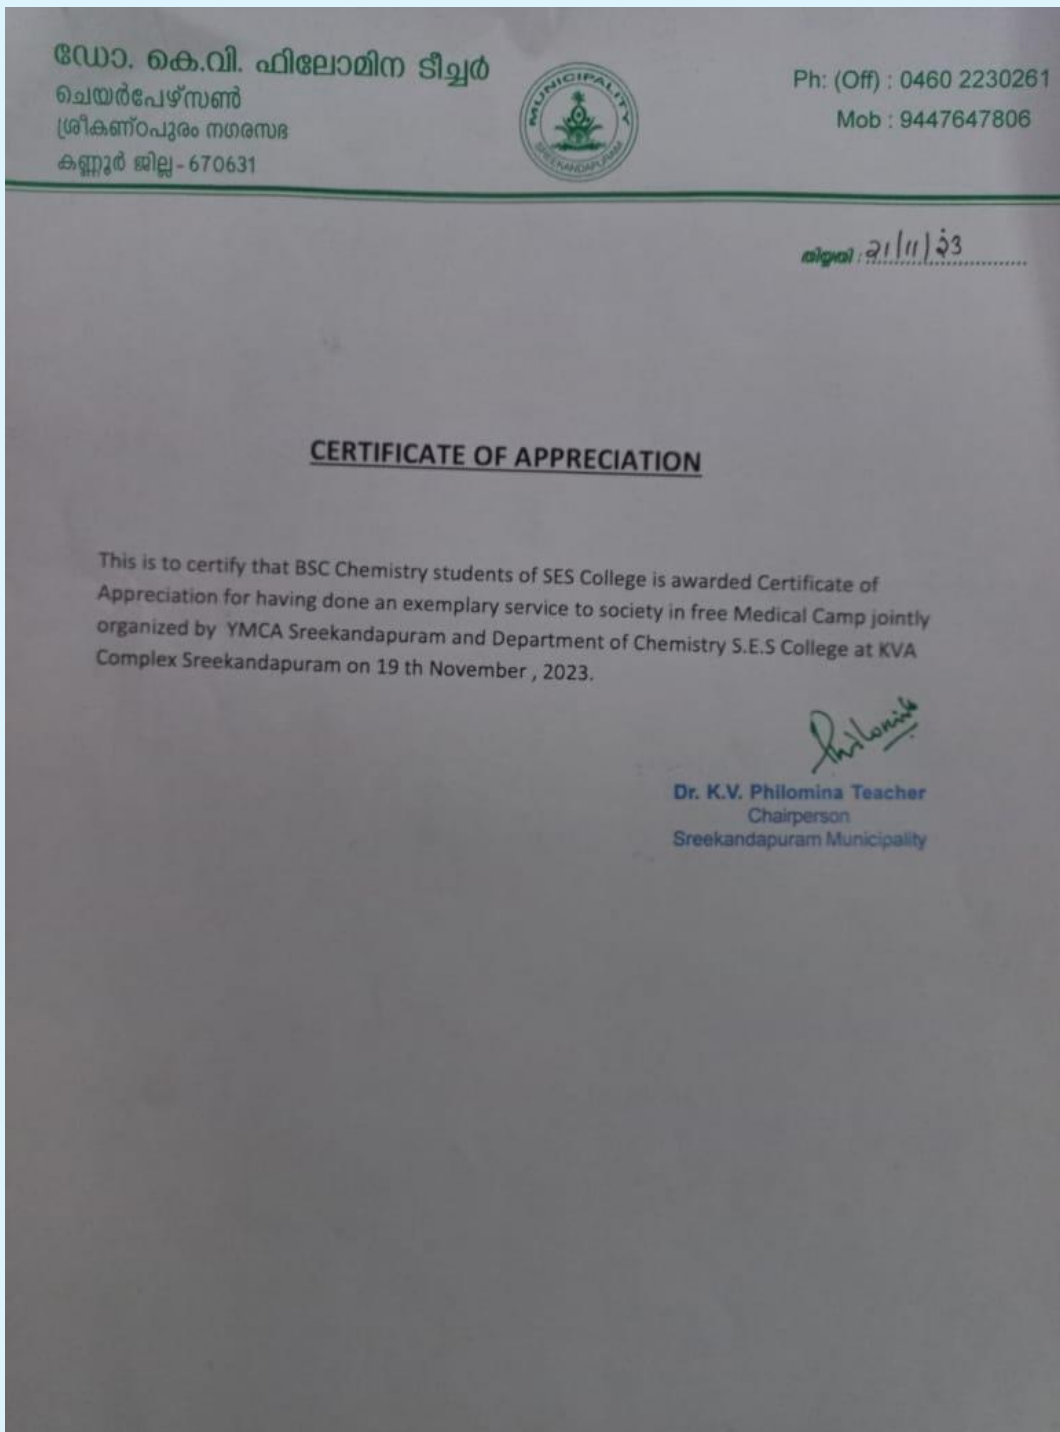 ഡോ. കെ.വി. ഫിലോമിന ടീച്ചർ
ചെയർപേഴ്സൺ
ശ്രീകണ്ഠപുരം നഗരസഭ
കണ്ണൂർ ജില്ല - 670631
MUNICIPALITY
SREEKANDAPURAM
Ph: (Off) : 0460 2230261
Mob : 9447647806
തിയ്യതി : 21/11/23
CERTIFICATE OF APPRECIATION
This is to certify that BSC Chemistry students of SES College is awarded Certificate of
Appreciation for having done an exemplary service to society in free Medical Camp jointly
organized by YMCA Sreekandapuram and Department of Chemistry S.E.S College at KVA
Complex Sreekandapuram on 19 th November , 2023.
Philomina
Dr. K.V. Philomina Teacher
Chairperson
Sreekandapuram Municipality